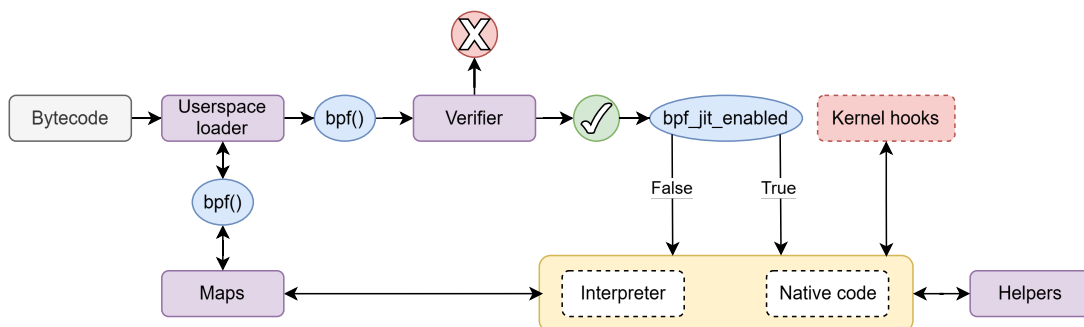 Bytecode
Userspace
loader
bpf()
Verifier
bpf_jit_enabled
Kernel hooks
False
True
bpf()
Maps
Interpreter
Native code
Helpers